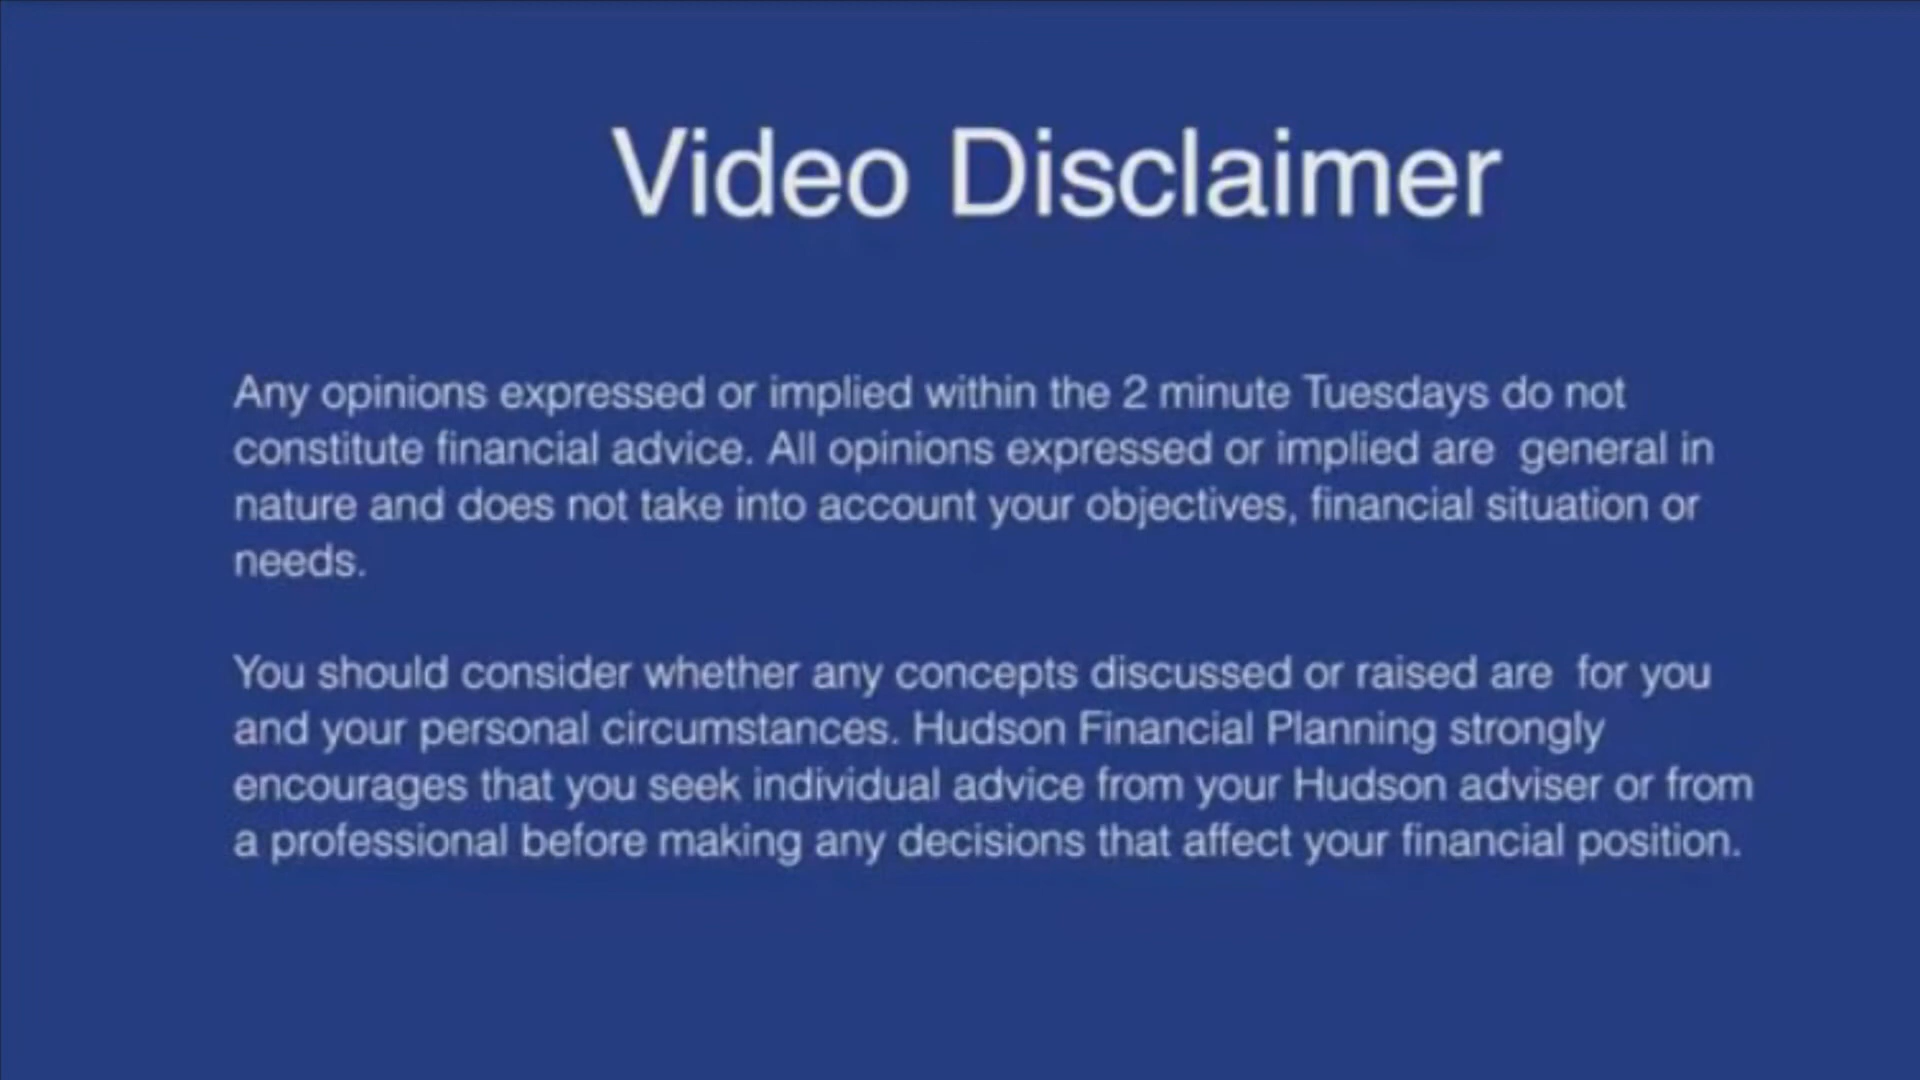 Video Disclaimer
Any opinions expressed or implied within the 2 minute Tuesdays do not
constitute financial advice. All opinions expressed or implied are  general in
nature and does not take into account your objectives, financial situation or
needs.
You should consider whether any concepts discussed or raised are  for you
and your personal circumstances. Hudson Financial Planning strongly
encourages that you seek individual advice from your Hudson adviser or from
a professional before making any decisions that affect your financial position.